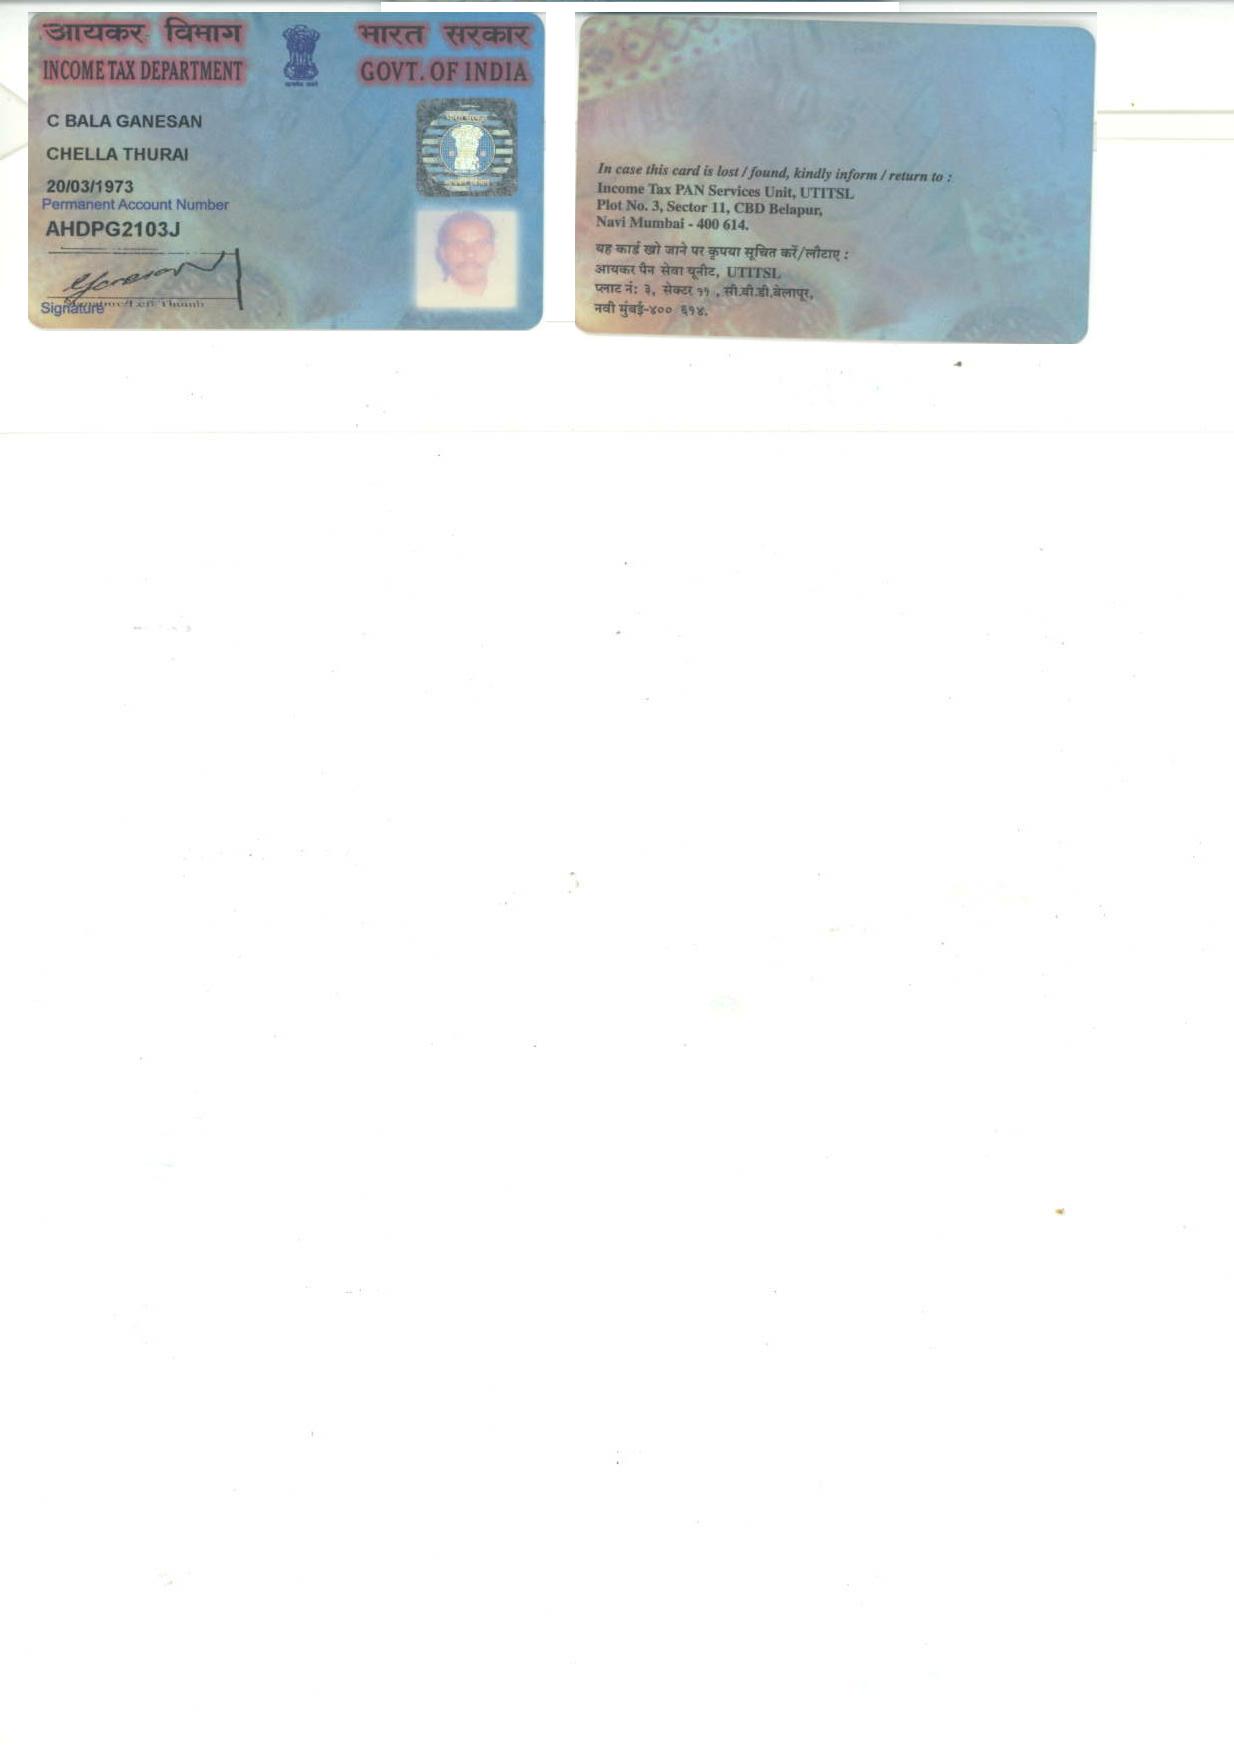 आयकर विभाग
INCOME TAX DEPARTMENT
भारत सरकार
GOVT. OF INDIA
C BALA GANESAN
CHELLA THURAI
20/03/1973
Permanent Account Number
AHDPG2103J
Signature/Left Thumb
Signature
In case this card is lost / found, kindly inform / return to :
Income Tax PAN Services Unit, UTITSL
Plot No. 3, Sector 11, CBD Belapur,
Navi Mumbai - 400 614.
यह कार्ड खो जाने पर कृपया सूचित करें/लौटाए :
आयकर पैन सेवा यूनीट, UTITSL
प्लाट नं: ३, सेक्टर ११ , सी.बी.डी.बेलापूर,
नवी मुंबई-४०० ६१४.